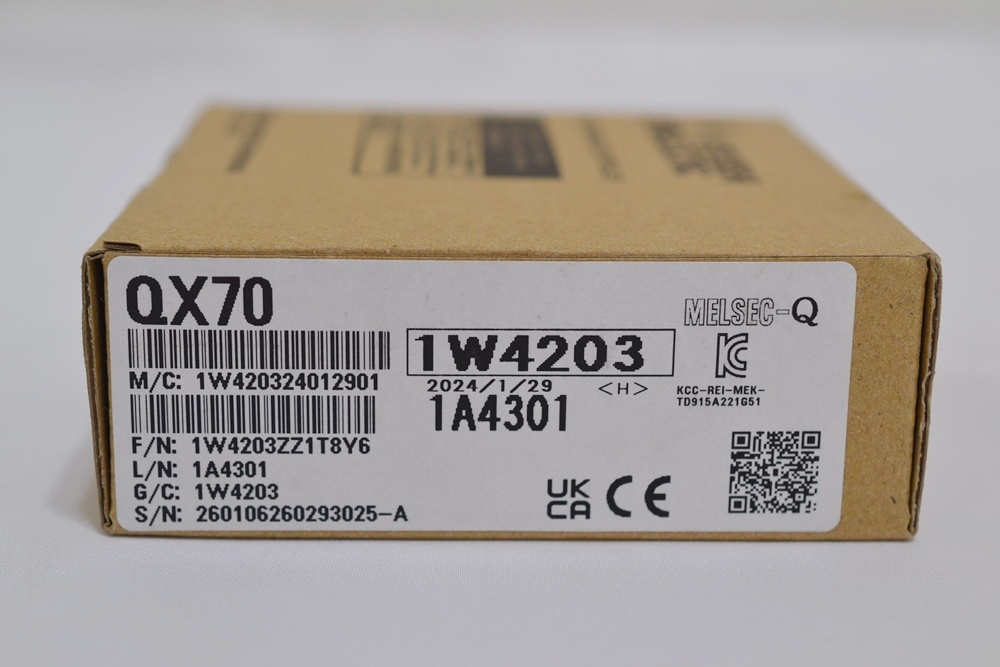 QX70
MELSEC-Q
1W4203
M/C: 1W420324012901
2024/1/29 <H>
KCC-REI-MEK-
TD915A221G51
1A4301
F/N: 1W4203ZZ1T8Y6
L/N: 1A4301
G/C: 1W4203
S/N: 260106260293025-A
UK
CA
CE